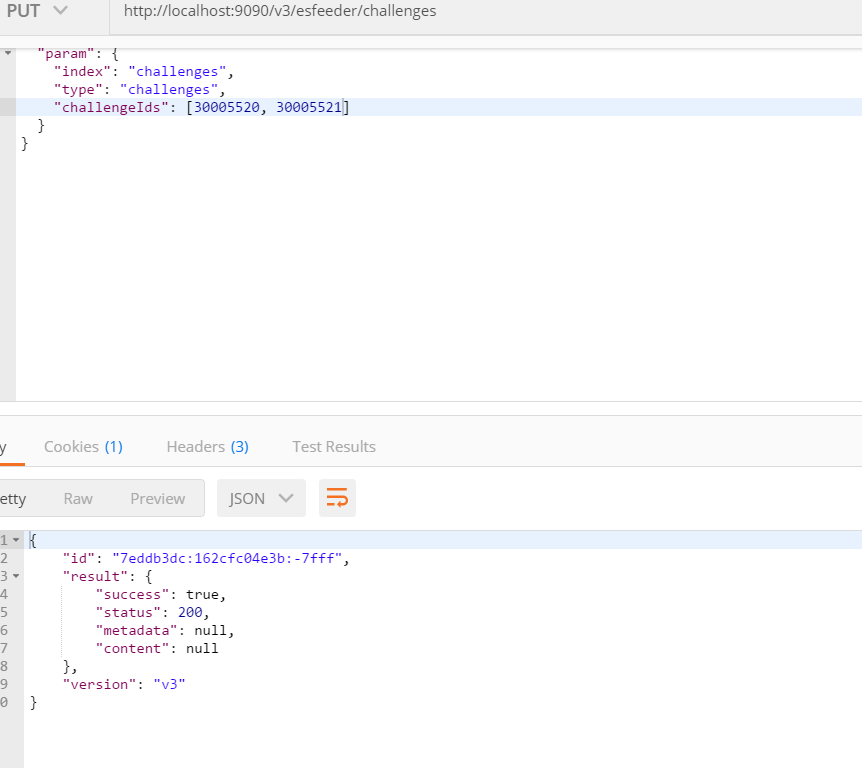 PUT http://localhost:9090/v3/esfeeder/challenges
"param": {
"index": "challenges",
"type": "challenges",
"challengeIds": [30005520, 30005521]
}
}
y Cookies (1) Headers (3) Test Results
etty Raw Preview JSON
1 {
2 "id": "7eddb3dc:162cfc04e3b:-7fff",
3 "result": {
4 "success": true,
5 "status": 200,
6 "metadata": null,
7 "content": null
8 },
9 "version": "v3"
0 }